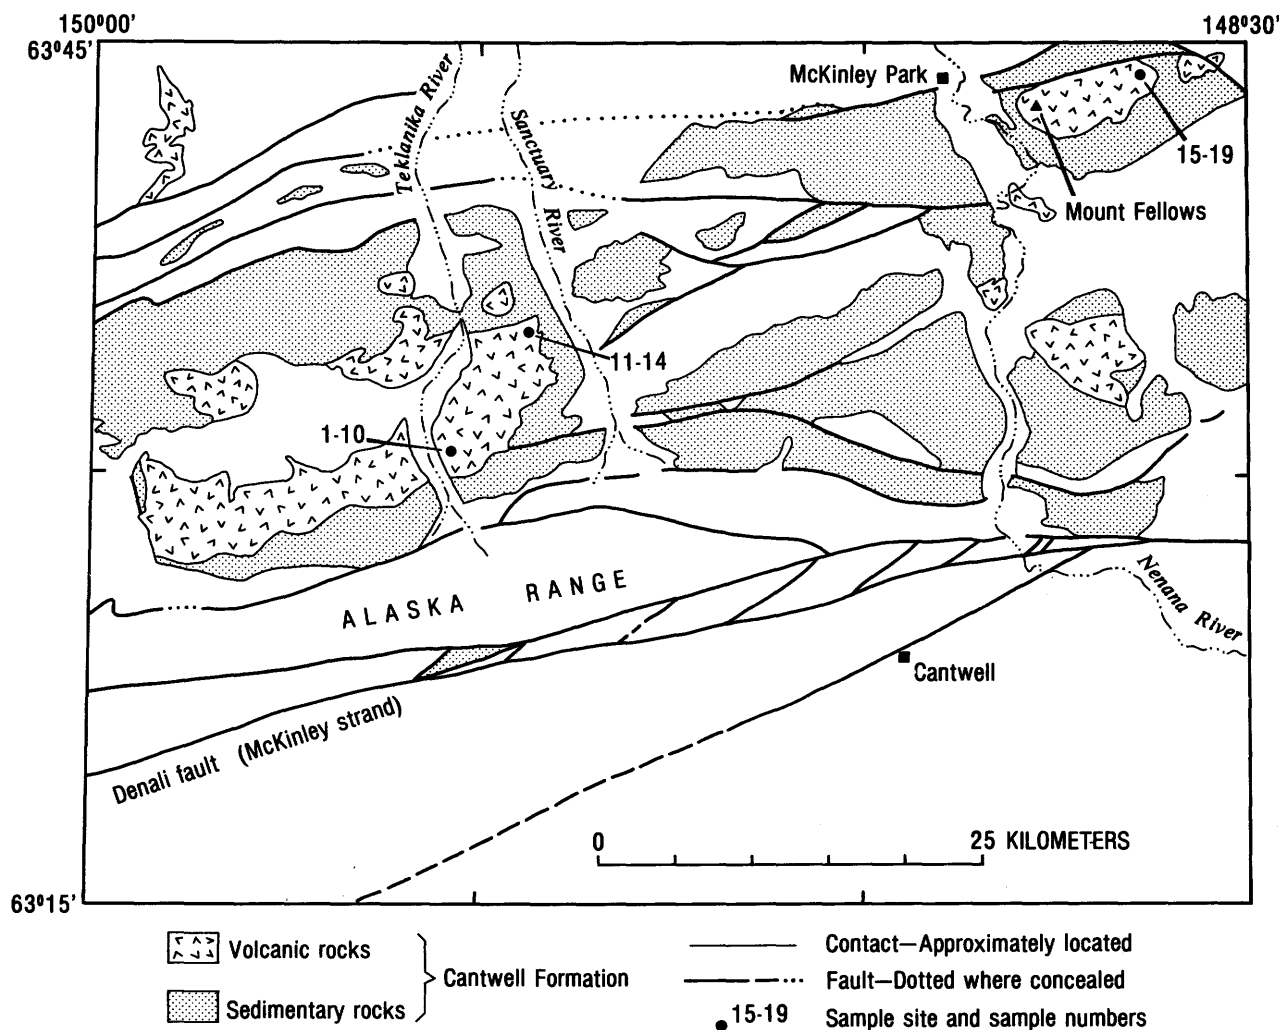 150°00'
148°30'
63°45'
McKinley Park
Teklanika River
Sanctuary River
15-19
Mount Fellows
11-14
1-10
ALASKA RANGE
Nenana River
Cantwell
Denali fault (McKinley strand)
0 25 KILOMETERS
63°15'
Volcanic rocks
Sedimentary rocks
Cantwell Formation
Contact—Approximately located
Fault—Dotted where concealed
15-19 Sample site and sample numbers